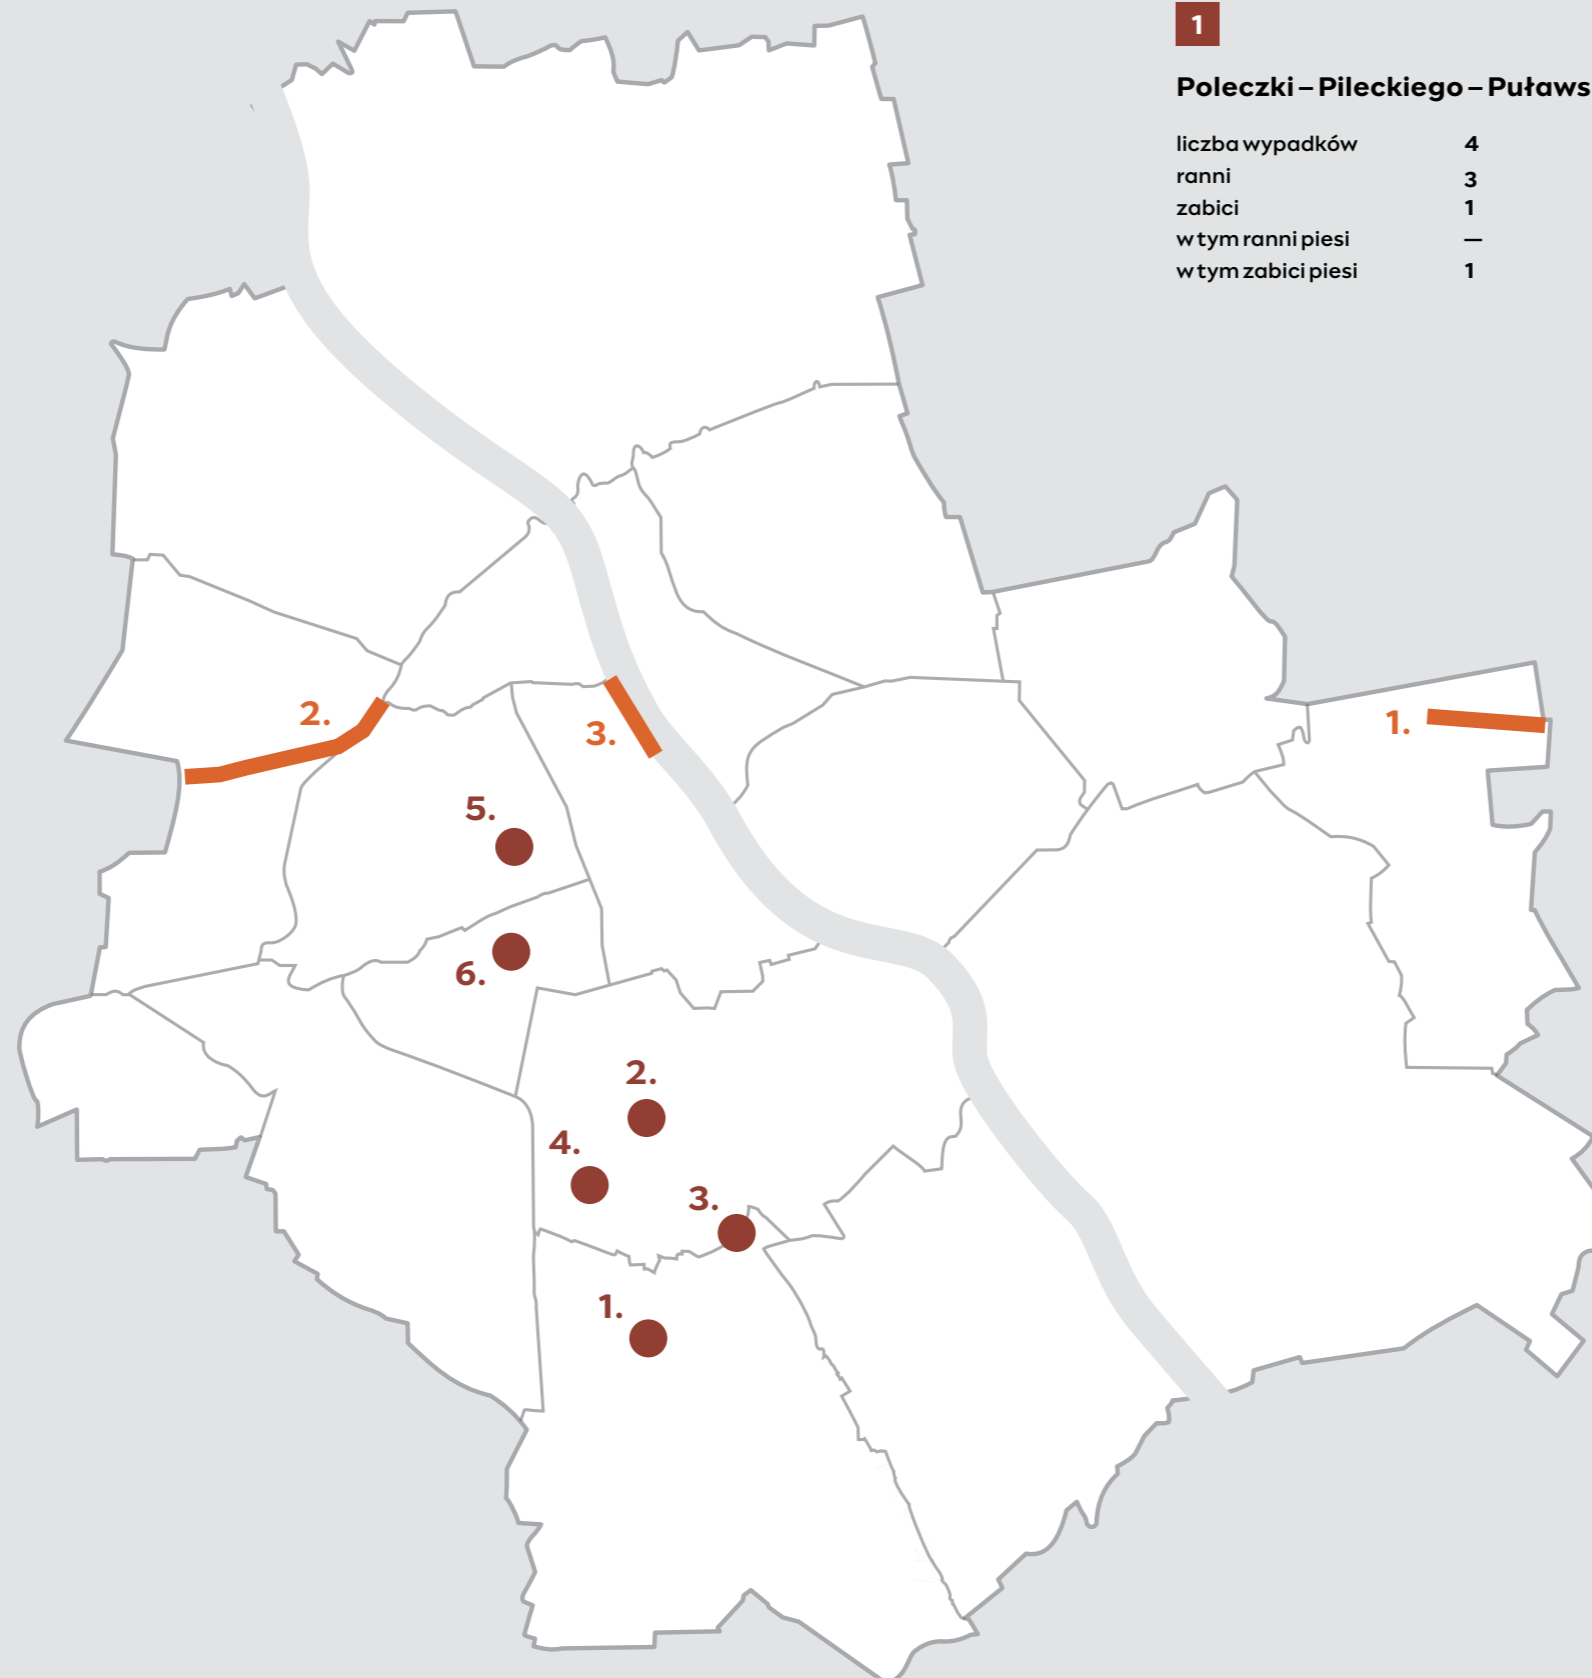 1
Poleczki – Pileckiego – Puławs
liczba wypadków 4
ranni 3
zabici 1
w tym ranni piesi —
w tym zabici piesi 1
2.
3.
1.
5.
6.
2.
4.
3.
1.